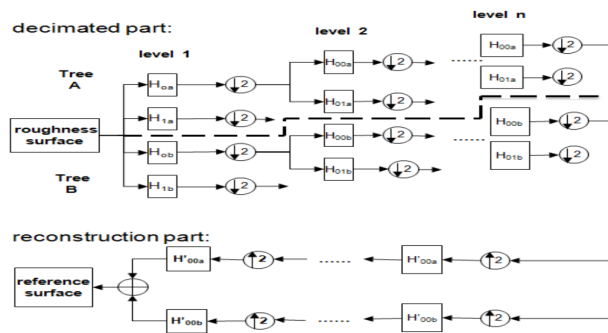 decimated part:
level 1
level 2
level n
Tree
A
H0a
↓2
H00a
↓2
H00a
↓2
H1a
↓2
H01a
↓2
H01a
↓2
roughness
surface
H0b
↓2
H00b
↓2
H00b
↓2
Tree
B
H1b
↓2
H01b
↓2
H01b
↓2
reconstruction part:
H'00a
↑2
H'00a
↑2
reference
surface
H'00b
↑2
H'00b
↑2